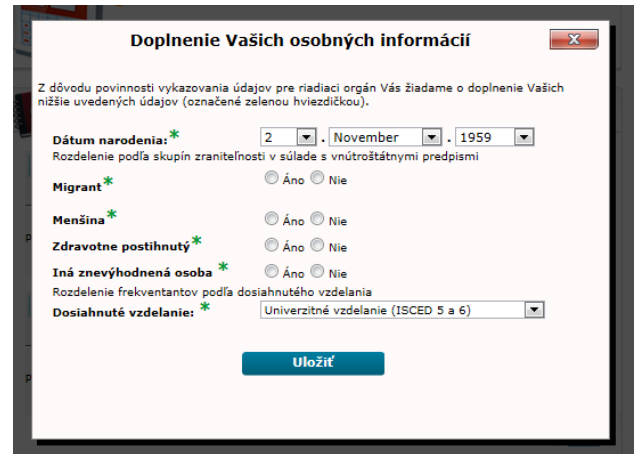 Doplnenie Vašich osobných informácií
X
Z dôvodu povinnosti vykazovania údajov pre riadiaci orgán Vás žiadame o doplnenie Vašich
nižšie uvedených údajov (označené zelenou hviezdičkou).
Dátum narodenia:* 2 . November . 1959
Rozdelenie podľa skupín zraniteľnosti v súlade s vnútroštátnymi predpismi
Migrant* Áno Nie
Menšina* Áno Nie
Zdravotne postihnutý* Áno Nie
Iná znevýhodnená osoba * Áno Nie
Rozdelenie frekventantov podľa dosiahnutého vzdelania
Dosiahnuté vzdelanie: * Univerzitné vzdelanie (ISCED 5 a 6)
Uložiť